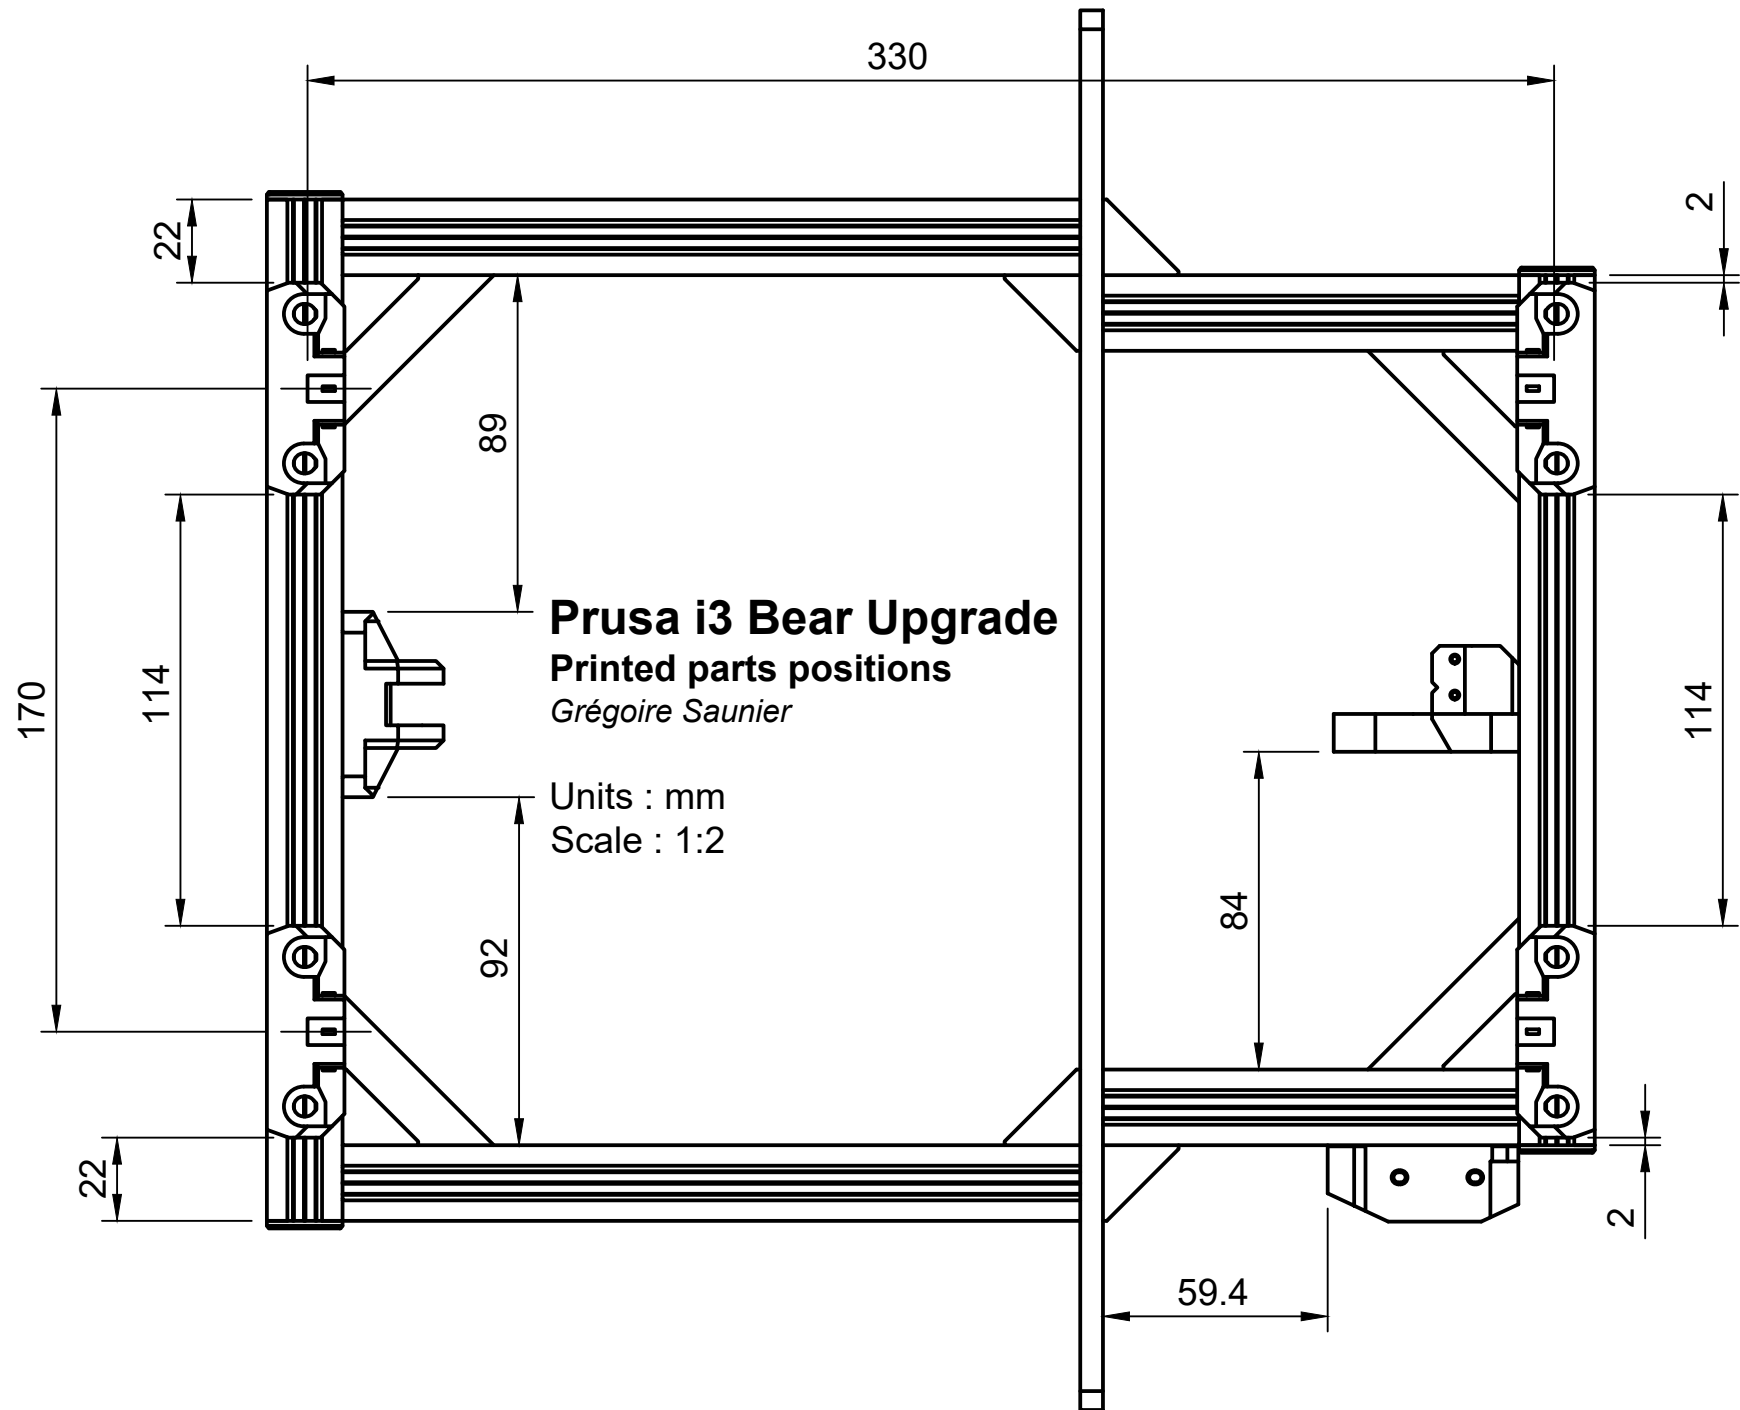 330
2
22
89
Prusa i3 Bear Upgrade
Printed parts positions
Grégoire Saunier
170
114
114
Units : mm
Scale : 1:2
84
92
22
2
59.4